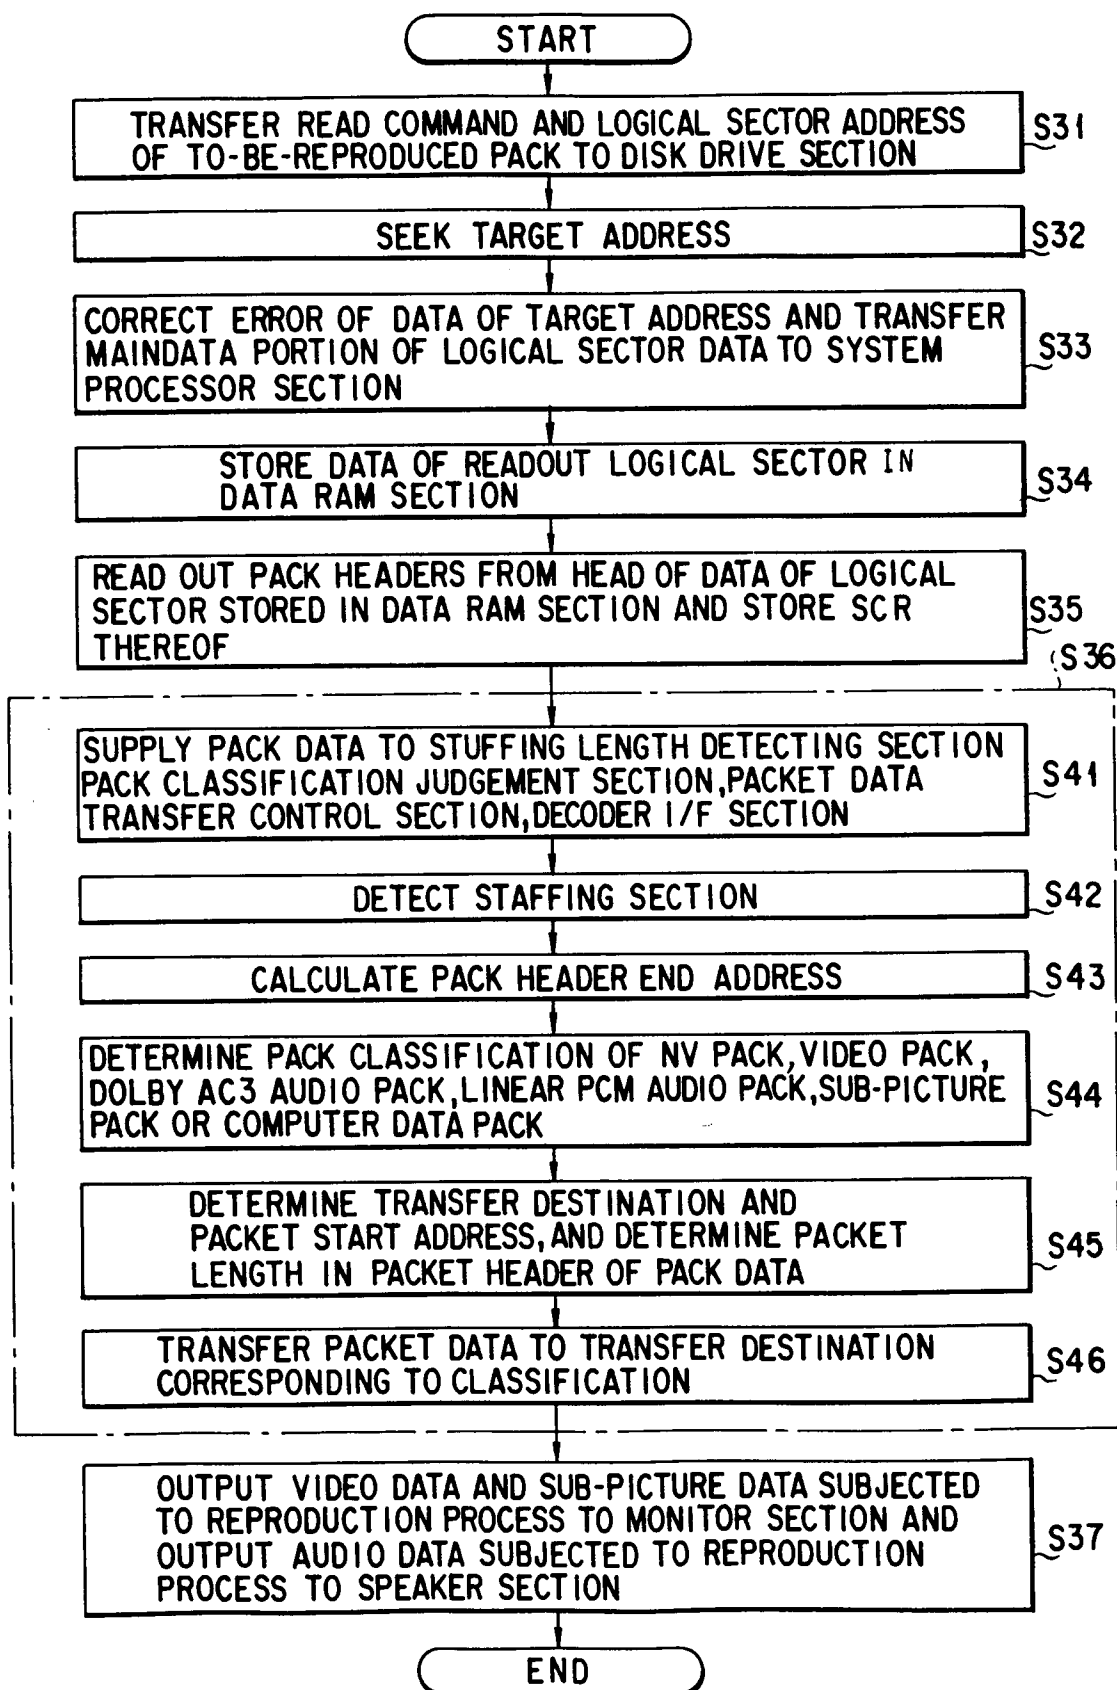 START
TRANSFER READ COMMAND AND LOGICAL SECTOR ADDRESS
OF TO-BE-REPRODUCED PACK TO DISK DRIVE SECTION
S31
SEEK TARGET ADDRESS
S32
CORRECT ERROR OF DATA OF TARGET ADDRESS AND TRANSFER
MAINDATA PORTION OF LOGICAL SECTOR DATA TO SYSTEM
PROCESSOR SECTION
S33
STORE DATA OF READOUT LOGICAL SECTOR IN
DATA RAM SECTION
S34
READ OUT PACK HEADERS FROM HEAD OF DATA OF LOGICAL
SECTOR STORED IN DATA RAM SECTION AND STORE SCR
THEREOF
S35
S36
SUPPLY PACK DATA TO STUFFING LENGTH DETECTING SECTION
PACK CLASSIFICATION JUDGEMENT SECTION, PACKET DATA
TRANSFER CONTROL SECTION, DECODER I/F SECTION
S41
DETECT STAFFING SECTION
S42
CALCULATE PACK HEADER END ADDRESS
S43
DETERMINE PACK CLASSIFICATION OF NV PACK, VIDEO PACK,
DOLBY AC3 AUDIO PACK, LINEAR PCM AUDIO PACK, SUB-PICTURE
PACK OR COMPUTER DATA PACK
S44
DETERMINE TRANSFER DESTINATION AND
PACKET START ADDRESS, AND DETERMINE PACKET
LENGTH IN PACKET HEADER OF PACK DATA
S45
TRANSFER PACKET DATA TO TRANSFER DESTINATION
CORRESPONDING TO CLASSIFICATION
S46
OUTPUT VIDEO DATA AND SUB-PICTURE DATA SUBJECTED
TO REPRODUCTION PROCESS TO MONITOR SECTION AND
OUTPUT AUDIO DATA SUBJECTED TO REPRODUCTION
PROCESS TO SPEAKER SECTION
S37
END